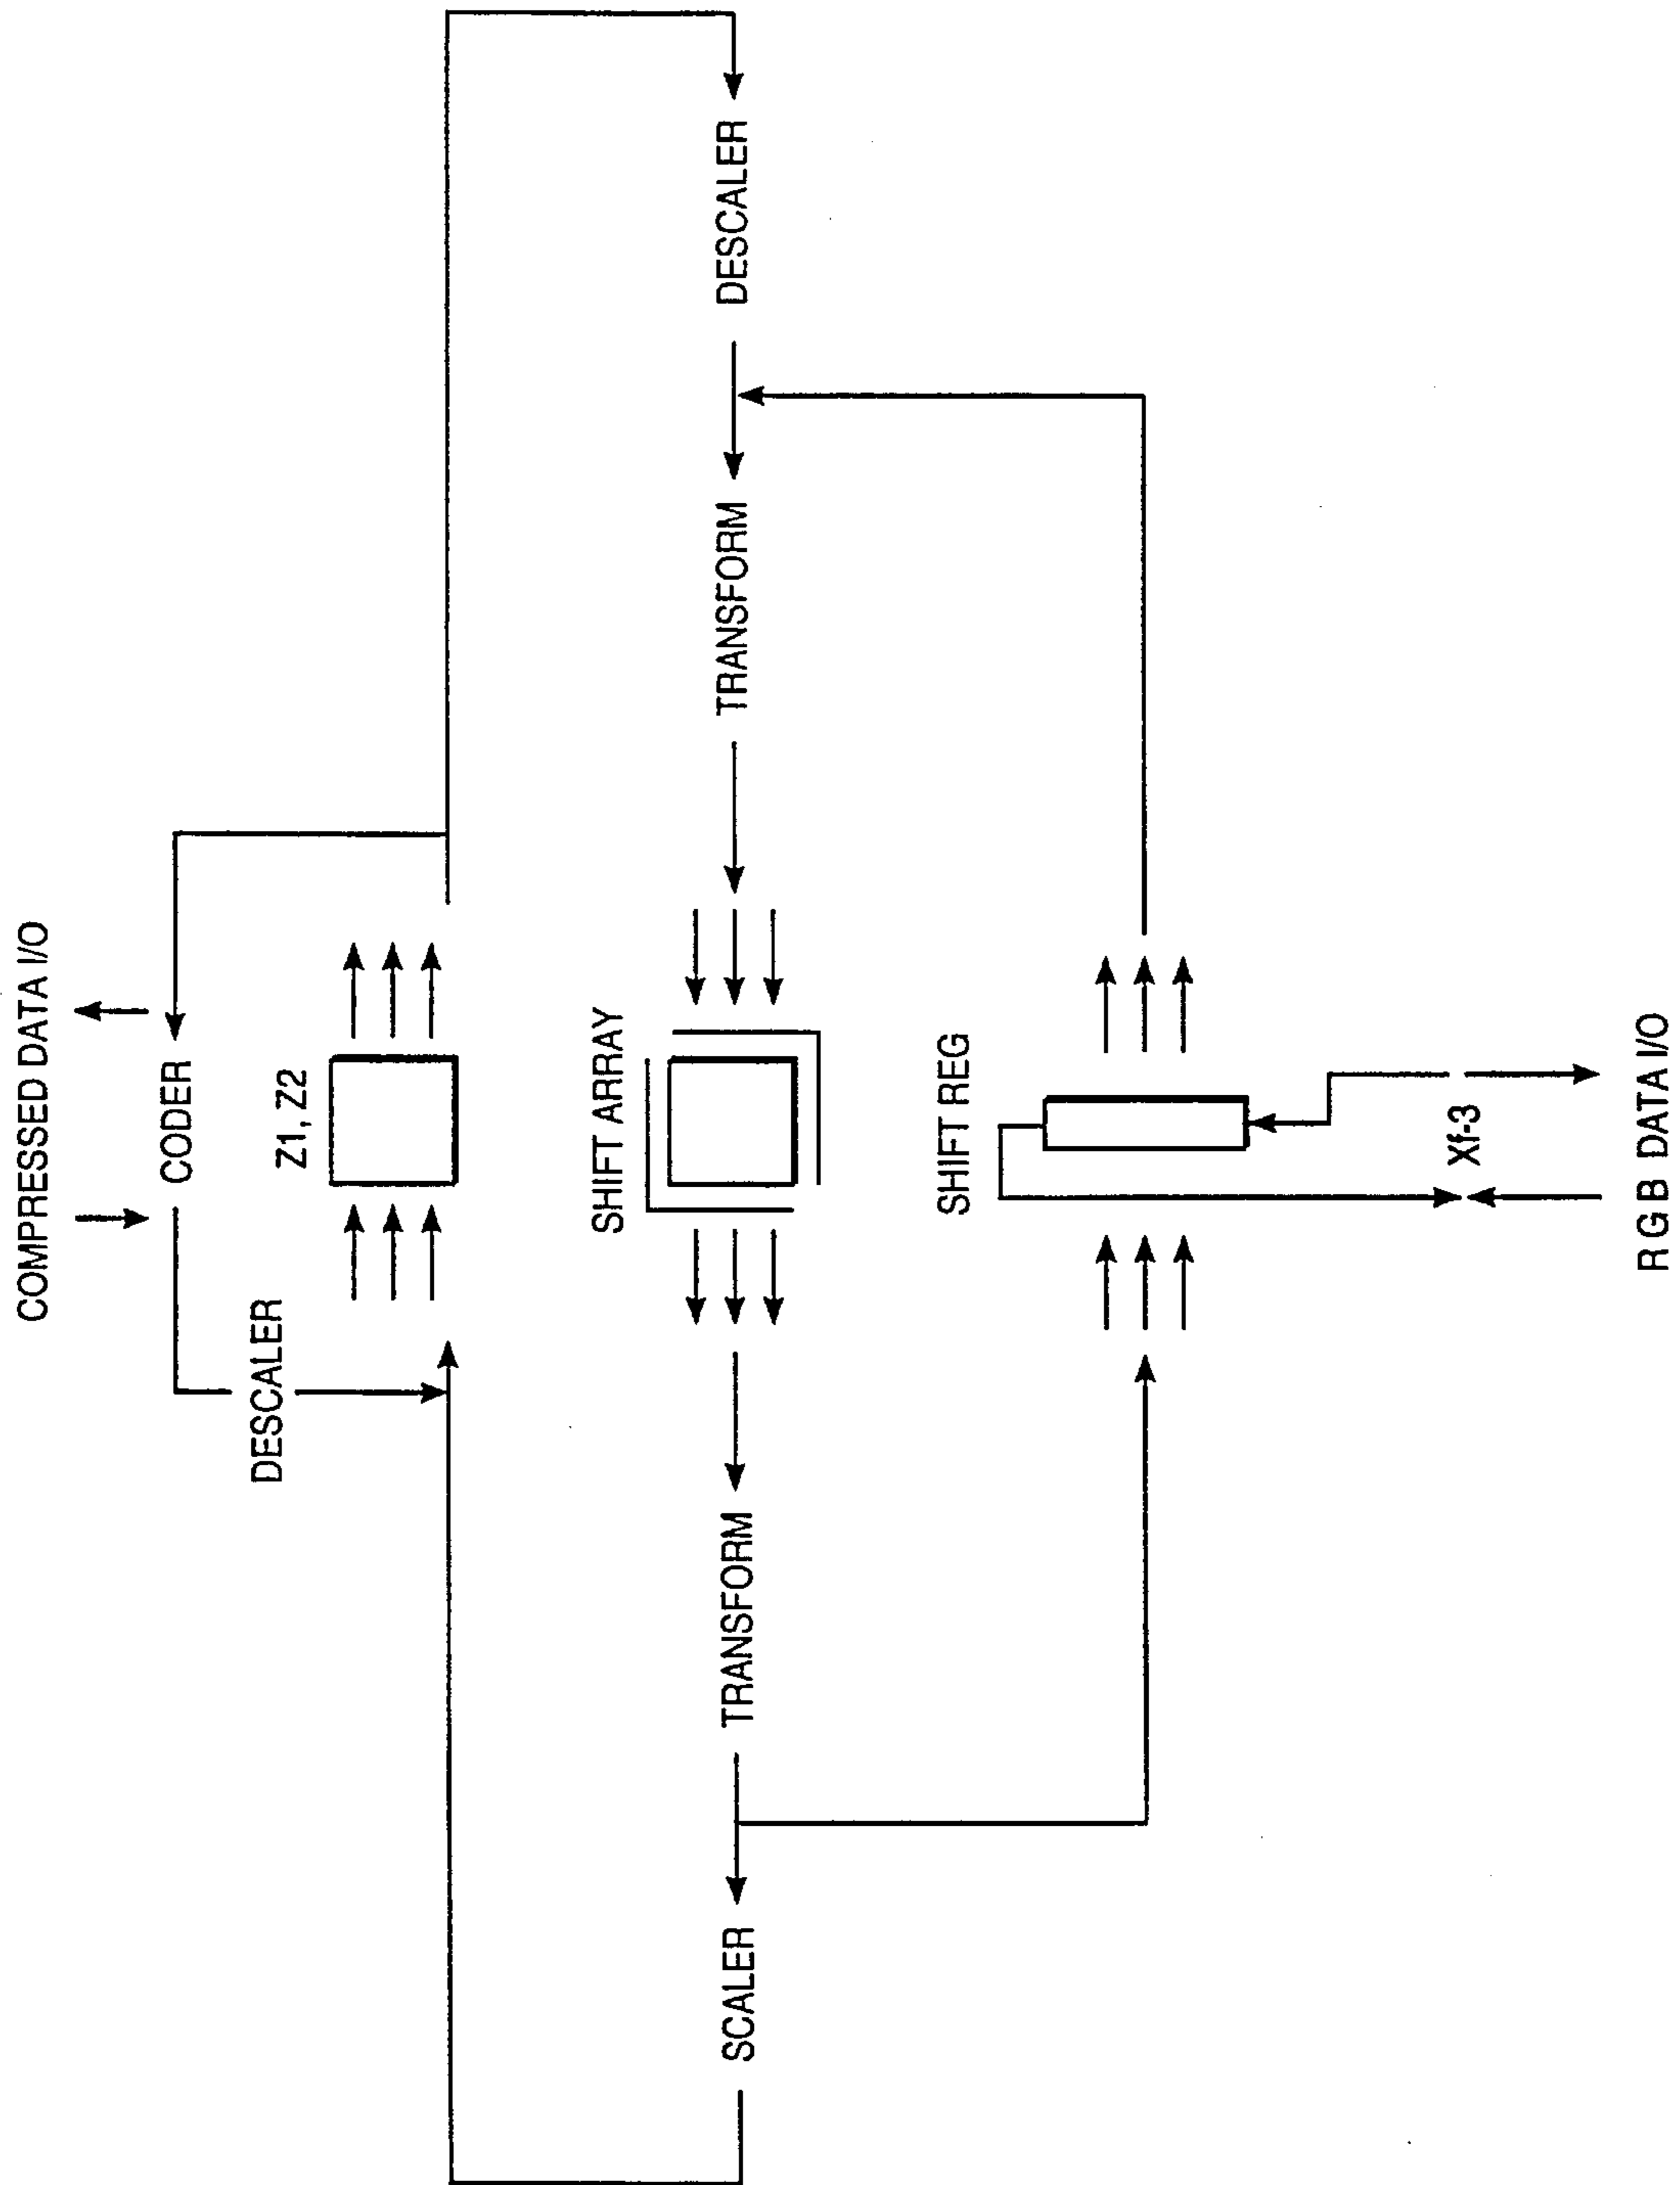 COMPRESSED DATA I/O
CODER
DESCALER
Z1, Z2
SHIFT ARRAY
SCALER
TRANSFORM
TRANSFORM
DESCALER
SHIFT REG
Xf-3
R G B DATA I/O